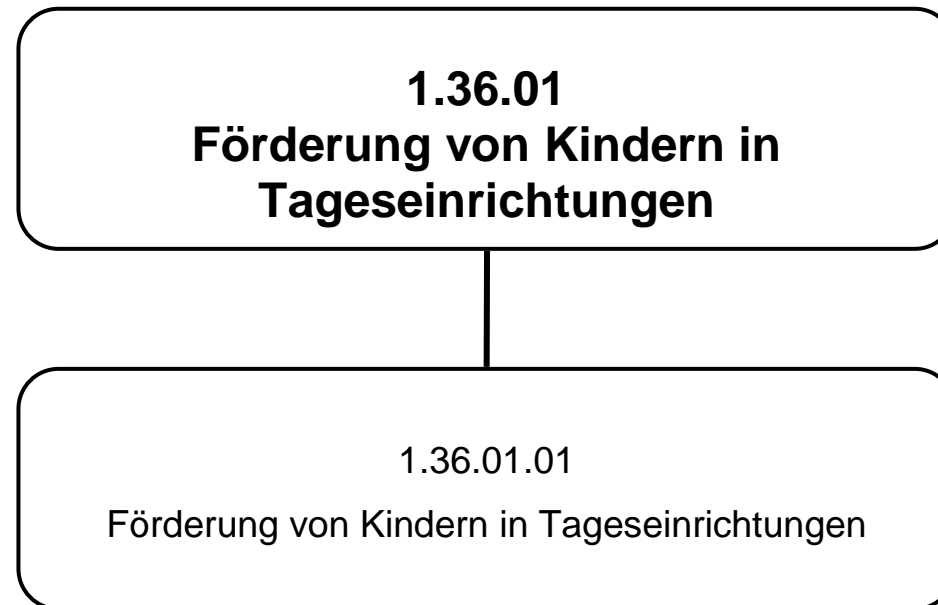 1.36.01
Förderung von Kindern in
Tageseinrichtungen
1.36.01.01
Förderung von Kindern in Tageseinrichtungen